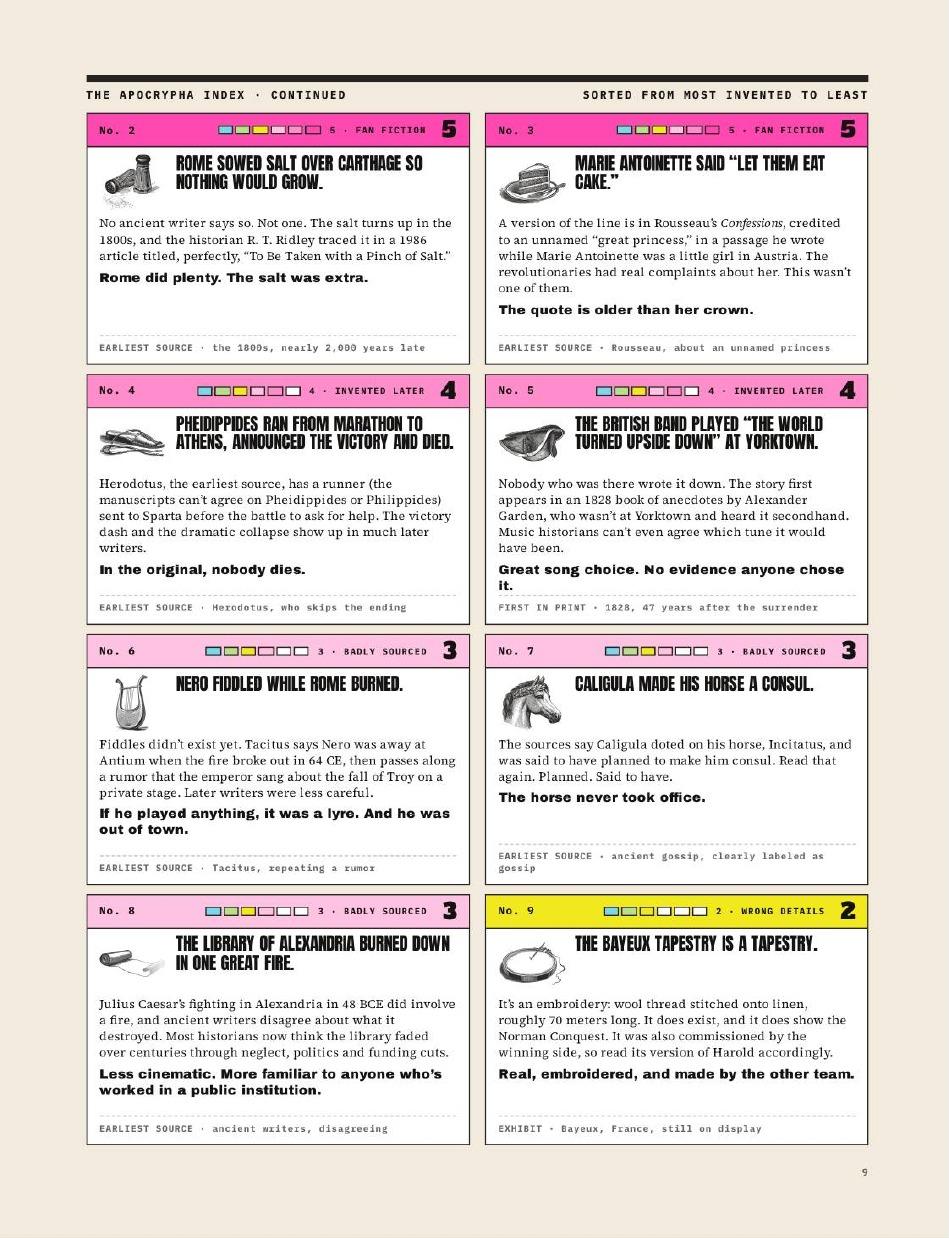 THE APOCRYPHA INDEX · CONTINUED
SORTED FROM MOST INVENTED TO LEAST
No. 2
5 · FAN FICTION
5
ROME SOWED SALT OVER CARTHAGE SO
NOTHING WOULD GROW.
No ancient writer says so. Not one. The salt turns up in the
1800s, and the historian R. T. Ridley traced it in a 1986
article titled, perfectly, “To Be Taken with a Pinch of Salt.”
Rome did plenty. The salt was extra.
EARLIEST SOURCE · the 1800s, nearly 2,000 years late
No. 3
5 · FAN FICTION
5
MARIE ANTOINETTE SAID “LET THEM EAT
CAKE.”
A version of the line is in Rousseau’s Confessions, credited
to an unnamed “great princess,” in a passage he wrote
while Marie Antoinette was a little girl in Austria. The
revolutionaries had real complaints about her. This wasn’t
one of them.
The quote is older than her crown.
EARLIEST SOURCE · Rousseau, about an unnamed princess
No. 4
4 · INVENTED LATER
4
PHEIDIPPIDES RAN FROM MARATHON TO
ATHENS, ANNOUNCED THE VICTORY AND DIED.
Herodotus, the earliest source, has a runner (the
manuscripts can’t agree on Pheidippides or Philippides)
sent to Sparta before the battle to ask for help. The victory
dash and the dramatic collapse show up in much later
writers.
In the original, nobody dies.
EARLIEST SOURCE · Herodotus, who skips the ending
No. 5
4 · INVENTED LATER
4
THE BRITISH BAND PLAYED “THE WORLD
TURNED UPSIDE DOWN” AT YORKTOWN.
Nobody who was there wrote it down. The story first
appears in an 1828 book of anecdotes by Alexander
Garden, who wasn’t at Yorktown and heard it secondhand.
Music historians can’t even agree which tune it would
have been.
Great song choice. No evidence anyone chose
it.
FIRST IN PRINT · 1828, 47 years after the surrender
No. 6
3 · BADLY SOURCED
3
NERO FIDDLED WHILE ROME BURNED.
Fiddles didn’t exist yet. Tacitus says Nero was away at
Antium when the fire broke out in 64 CE, then passes along
a rumor that the emperor sang about the fall of Troy on a
private stage. Later writers were less careful.
If he played anything, it was a lyre. And he was
out of town.
EARLIEST SOURCE · Tacitus, repeating a rumor
No. 7
3 · BADLY SOURCED
3
CALIGULA MADE HIS HORSE A CONSUL.
The sources say Caligula doted on his horse, Incitatus, and
was said to have planned to make him consul. Read that
again. Planned. Said to have.
The horse never took office.
EARLIEST SOURCE · ancient gossip, clearly labeled as
gossip
No. 8
3 · BADLY SOURCED
3
THE LIBRARY OF ALEXANDRIA BURNED DOWN
IN ONE GREAT FIRE.
Julius Caesar’s fighting in Alexandria in 48 BCE did involve
a fire, and ancient writers disagree about what it
destroyed. Most historians now think the library faded
over centuries through neglect, politics and funding cuts.
Less cinematic. More familiar to anyone who’s
worked in a public institution.
EARLIEST SOURCE · ancient writers, disagreeing
No. 9
2 · WRONG DETAILS
2
THE BAYEUX TAPESTRY IS A TAPESTRY.
It’s an embroidery: wool thread stitched onto linen,
roughly 70 meters long. It does exist, and it does show the
Norman Conquest. It was also commissioned by the
winning side, so read its version of Harold accordingly.
Real, embroidered, and made by the other team.
EXHIBIT · Bayeux, France, still on display
9